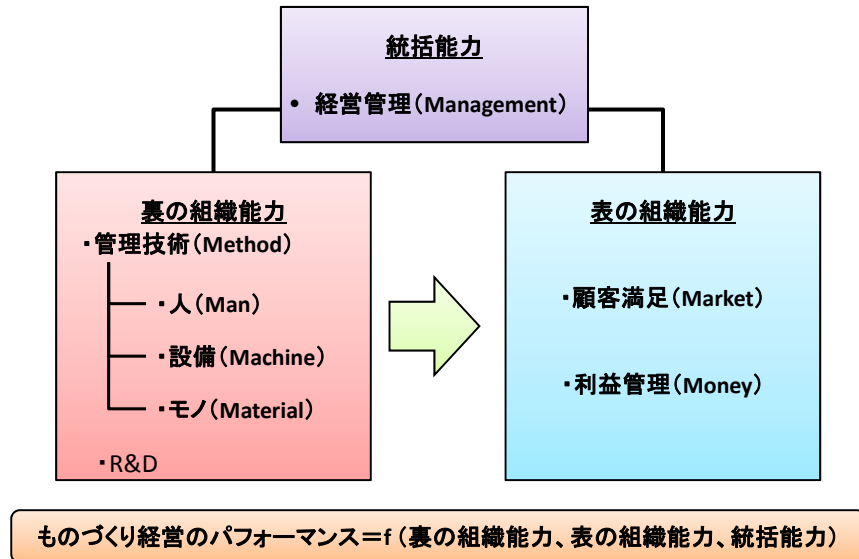 統括能力
• 経営管理(Management)
裏の組織能力
・管理技術(Method)
・人(Man)
・設備(Machine)
・モノ(Material)
・R&D
表の組織能力
・顧客満足(Market)
・利益管理(Money)
ものづくり経営のパフォーマンス=f(裏の組織能力、表の組織能力、統括能力)